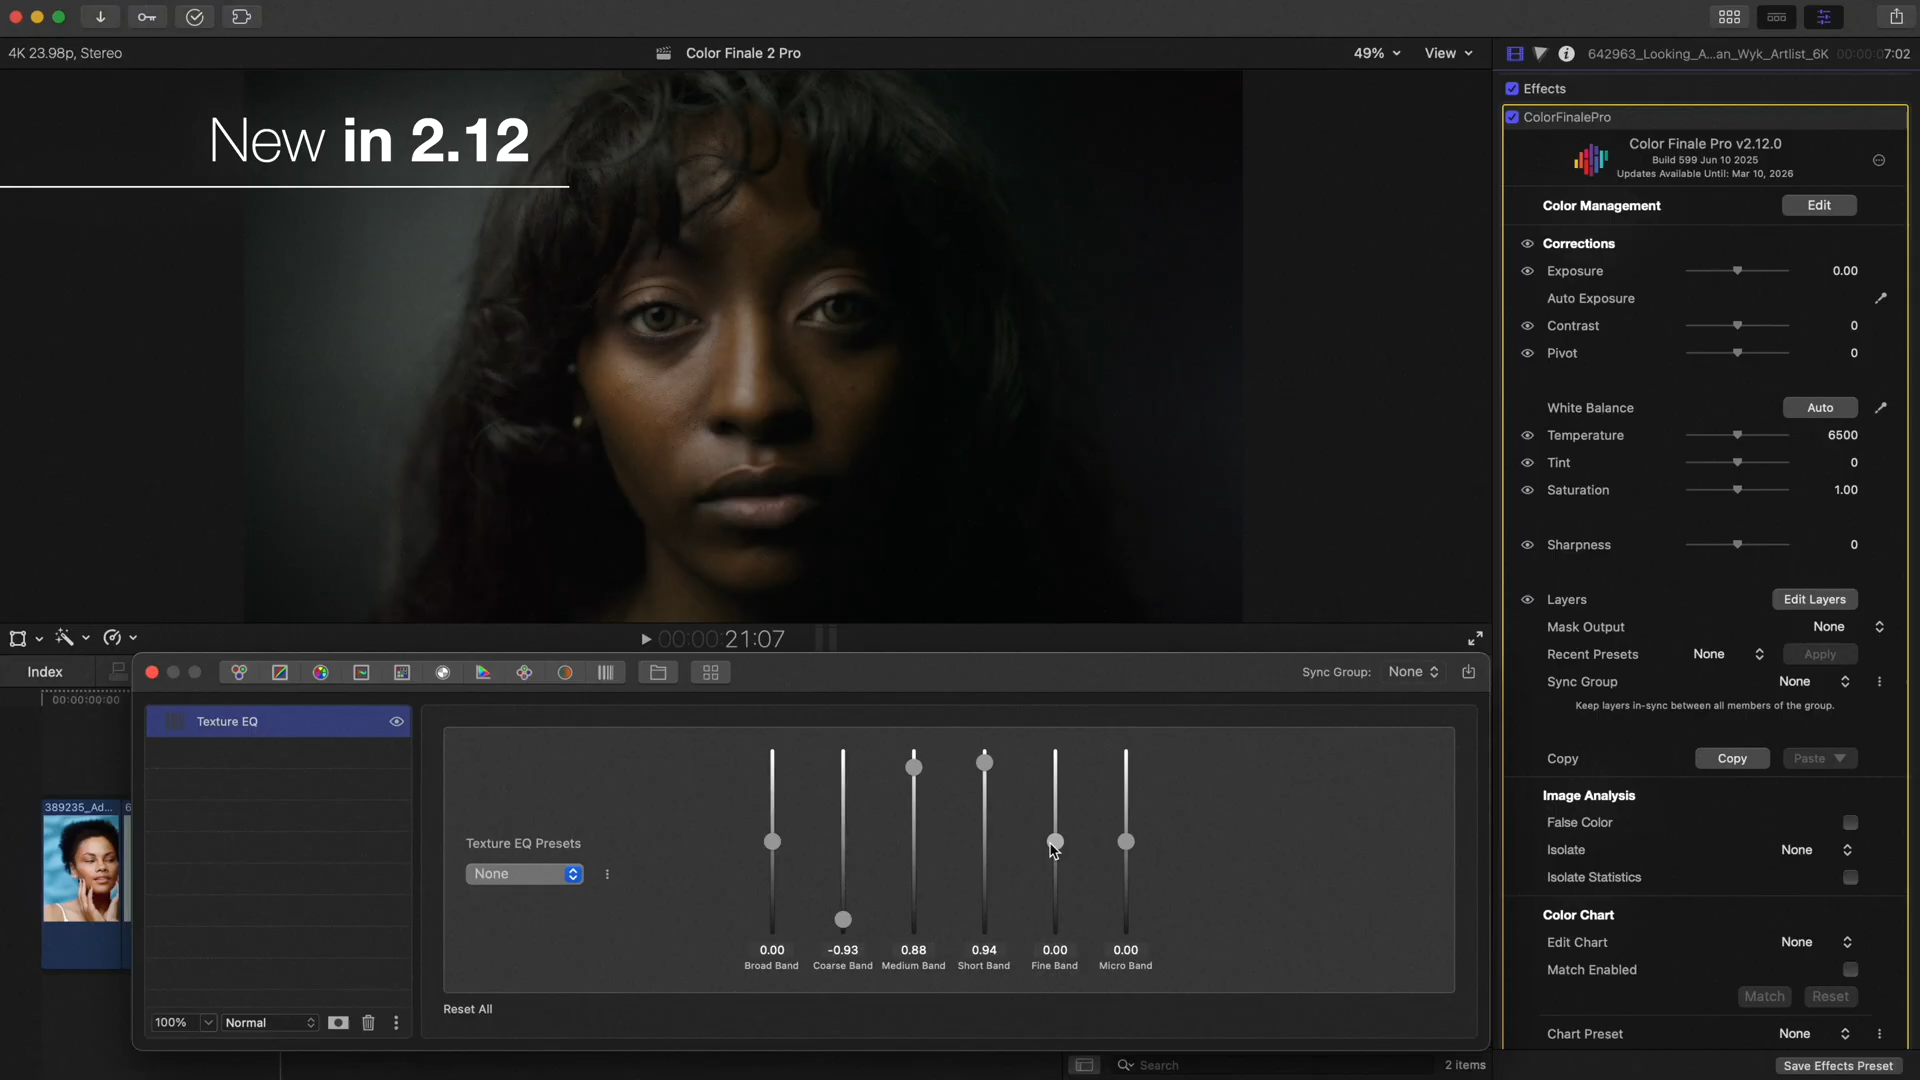 4K 23.98p, Stereo
Color Finale 2 Pro
49%
View
642963_Looking_A...an_Wyk_Artlist_6K
00:00:07:02
New in 2.12
Effects
ColorFinalePro
Color Finale Pro v2.12.0
Build 599 Jun 10 2025
Updates Available Until: Mar 10, 2026
Color Management
Edit
Corrections
Exposure
0.00
Auto Exposure
Contrast
0
Pivot
0
White Balance
Auto
Temperature
6500
Tint
0
Saturation
1.00
Sharpness
0
Layers
Edit Layers
Mask Output
None
Recent Presets
None
Apply
Sync Group
None
Keep layers in-sync between all members of the group.
Copy
Copy
Paste
Image Analysis
False Color
Isolate
None
Isolate Statistics
Color Chart
Edit Chart
None
Match Enabled
Match
Reset
Chart Preset
None
Save Effects Preset
00:00:21:07
Index
00:00:00:00
389235_Ad...
6
Sync Group:
None
Texture EQ
Texture EQ Presets
None
0.00
-0.93
0.88
0.94
0.00
0.00
Broad Band
Coarse Band
Medium Band
Short Band
Fine Band
Micro Band
Reset All
100%
Normal
Search
2 items